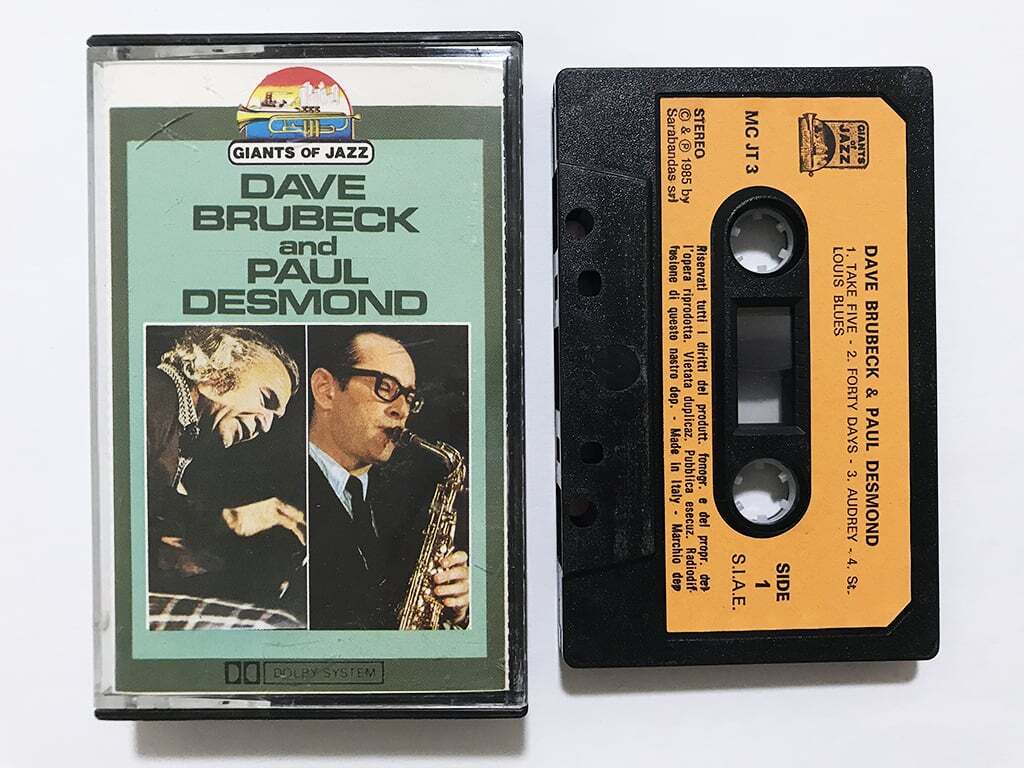 GIANTS OF JAZZ
DAVE
BRUBECK
and
PAUL
DESMOND
DOLBY SYSTEM
GIANTS
of
JAZZ
MC JT 3
STEREO
© & ℗ 1985 by
Sarabandas srl
DAVE BRUBECK & PAUL DESMOND
1. TAKE FIVE - 2. FORTY DAYS - 3. AUDREY - 4. St.
LOUIS BLUES
SIDE
1
S.I.A.E.
Riservati tutti i diritti del produtt. fonogr. e del propr. del
l'opera riprodotta. Vietata duplicaz. Pubblica esecuz. Radiodif-
fusione di questo nastro dep. - Made in Italy - Marchio dep